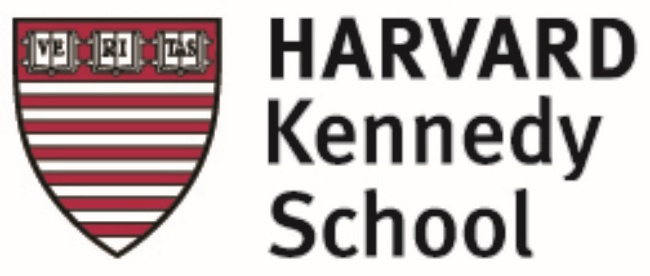 VE RI TAS
HARVARD
Kennedy
School